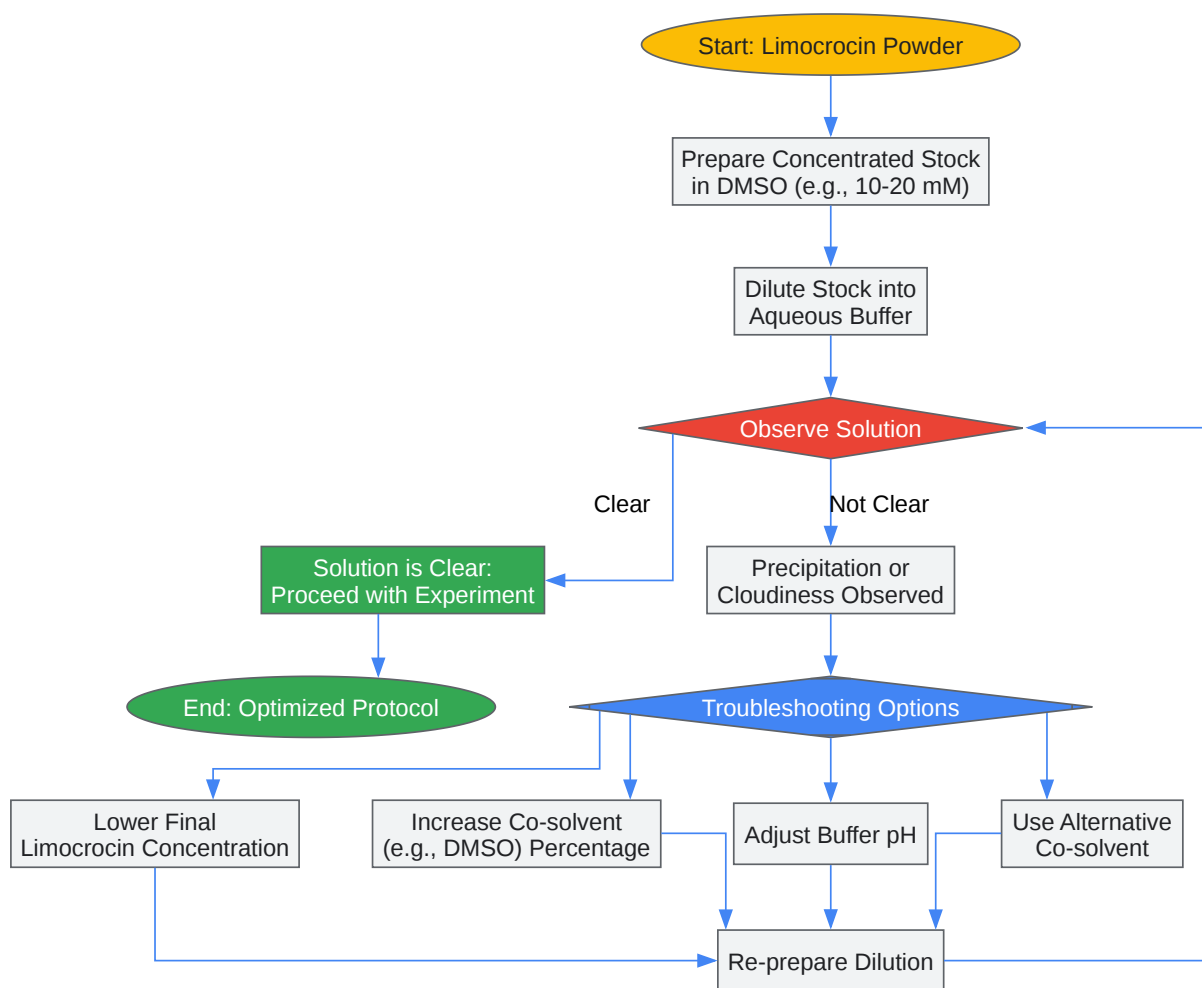 Start: Limocrocin Powder
Prepare Concentrated Stock
in DMSO (e.g., 10-20 mM)
Dilute Stock into
Aqueous Buffer
Observe Solution
Clear
Not Clear
Solution is Clear:
Proceed with Experiment
Precipitation or
Cloudiness Observed
End: Optimized Protocol
Troubleshooting Options
Lower Final
Limocrocin Concentration
Increase Co-solvent
(e.g., DMSO) Percentage
Adjust Buffer pH
Use Alternative
Co-solvent
Re-prepare Dilution